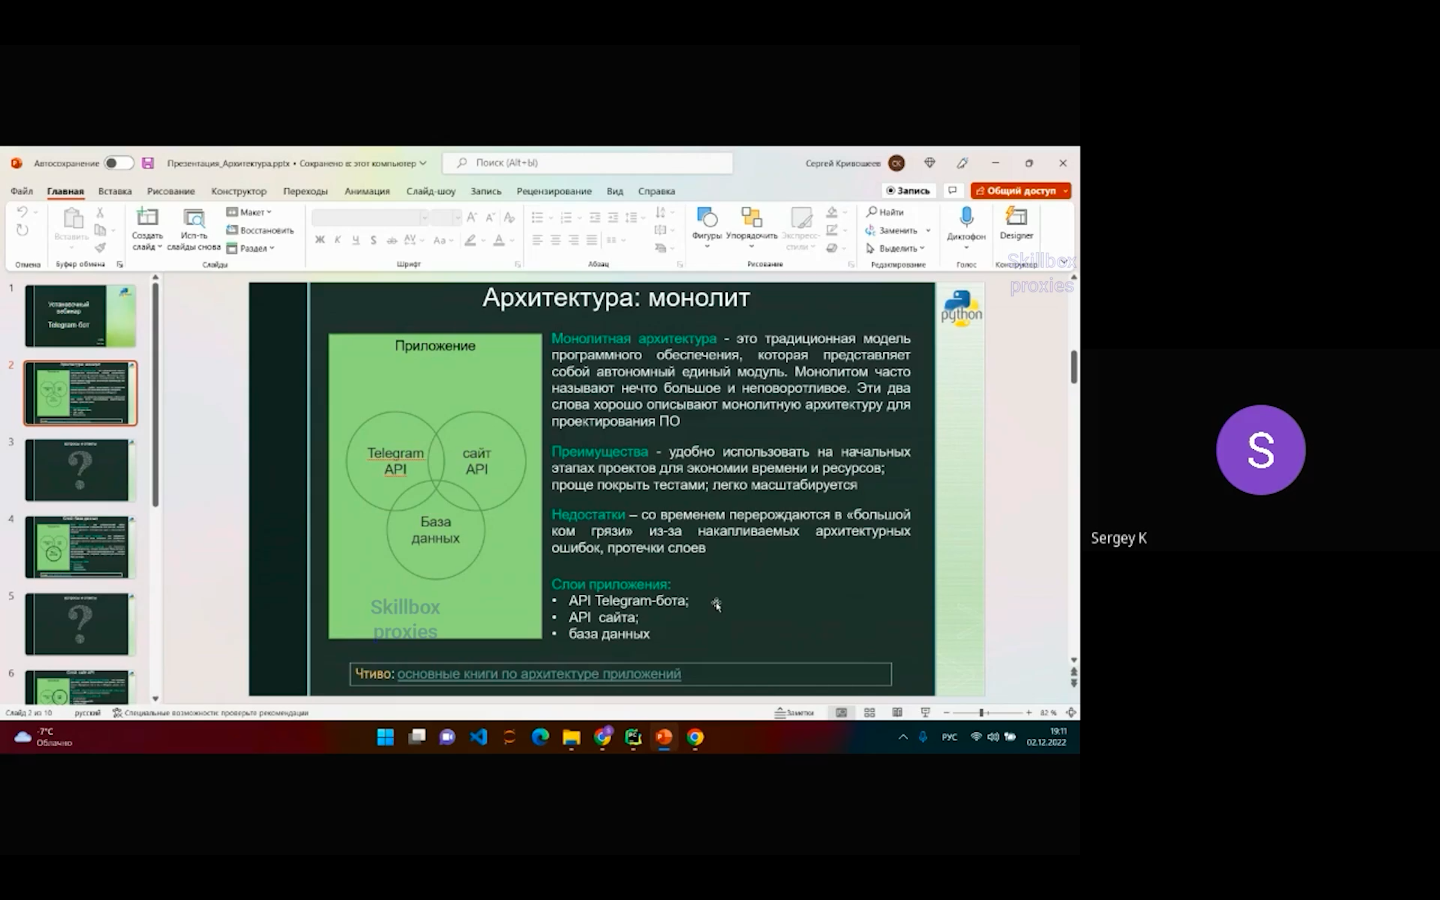 Автосохранение
Презентация_Архитектура.pptx • Сохранено в: этот компьютер
Поиск (Alt+Ы)
Сергей Кривошеев
СК
Файл Главная Вставка Рисование Конструктор Переходы Анимация Слайд-шоу Запись Рецензирование Вид Справка
Запись
Общий доступ
Вставить
Создать слайд
Исп-ть слайды снова
Макет
Восстановить
Раздел
Фигуры
Упорядочить
Экспресс-стили
Найти
Заменить
Выделить
Диктофон
Designer
Отмена
Буфер обмена
Слайды
Шрифт
Абзац
Рисование
Редактирование
Голос
Skillbox
proxies
1
Установочный
вебинар
Telegram-бот
2
3
4
5
6
Архитектура: монолит
python
Приложение
Telegram
API
сайт
API
База
данных
Skillbox
proxies
Монолитная архитектура - это традиционная модель
программного обеспечения, которая представляет
собой автономный единый модуль. Монолитом часто
называют нечто большое и неповоротливое. Эти два
слова хорошо описывают монолитную архитектуру для
проектирования ПО
Преимущества - удобно использовать на начальных
этапах проектов для экономии времени и ресурсов;
проще покрыть тестами; легко масштабируется
Недостатки – со временем перерождаются в «большой
ком грязи» из-за накапливаемых архитектурных
ошибок, протечки слоев
Слои приложения:
• API Telegram-бота;
• API сайта;
• база данных
Чтиво: основные книги по архитектуре приложений
Слайд 2 из 10
русский
Специальные возможности: проверьте рекомендации
Заметки
82 %
-7°C
Облачно
РУС
19:11
02.12.2022
S
Sergey K